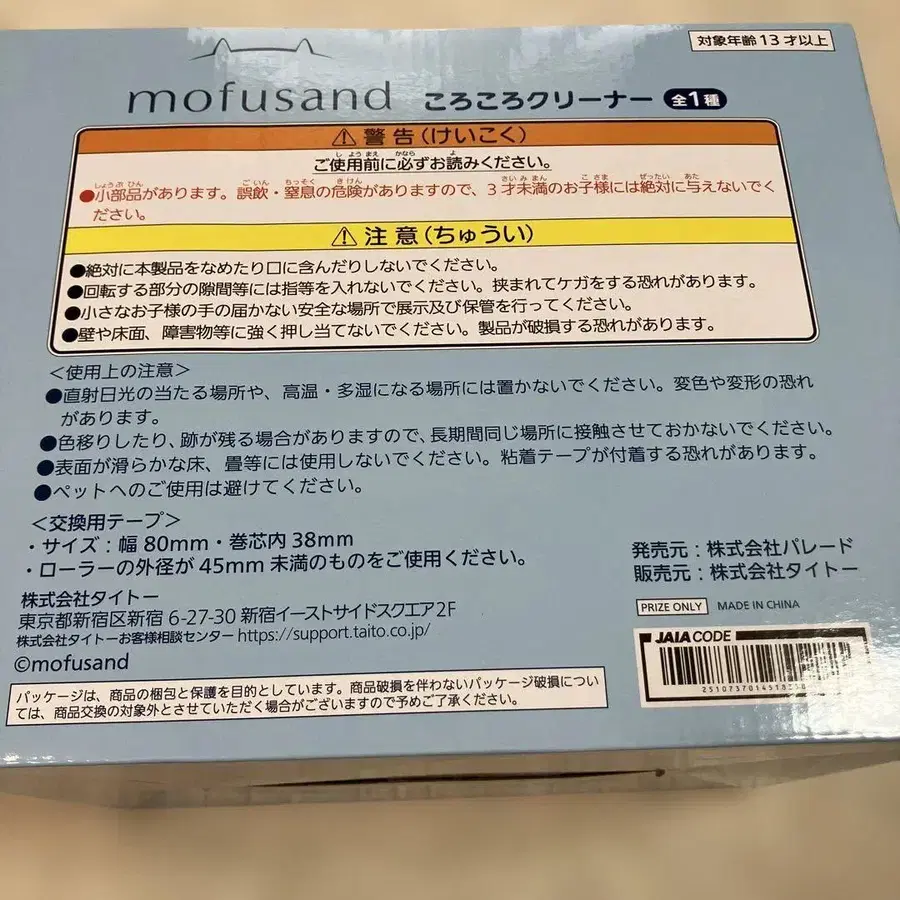 対象年齢13才以上
mofusand ころころクリーナー 全1種
⚠警告(けいこく)
ご使用前に必ずお読みください。
●小部品があります。誤飲・窒息の危険がありますので、3才未満のお子様には絶対に与えないでく
ださい。
⚠注意(ちゅうい)
●絶対に本製品をなめたり口に含んだりしないでください。
●回転する部分の隙間等には指等を入れないでください。挟まれてケガをする恐れがあります。
●小さなお子様の手の届かない安全な場所で展示及び保管を行ってください。
●壁や床面、障害物等に強く押し当てないでください。製品が破損する恐れがあります。
<使用上の注意>
●直射日光の当たる場所や、高温・多湿になる場所には置かないでください。変色や変形の恐れ
があります。
●色移りしたり、跡が残る場合がありますので、長期間同じ場所に接触させておかないでください。
●表面が滑らかな床、畳等には使用しないでください。粘着テープが付着する恐れがあります。
●ペットへのご使用は避けてください。
<交換用テープ>
・サイズ：幅80mm・巻芯内38mm
・ローラーの外径が45mm未満のものをご使用ください。
発売元：株式会社パレード
販売元：株式会社タイトー
株式会社タイトー
東京都新宿区新宿6-27-30 新宿イーストサイドスクエア2F
株式会社タイトーお客様相談センター https://support.taito.co.jp/
©mofusand
PRIZE ONLY MADE IN CHINA
JAIA CODE
パッケージは、商品の梱包と保護を目的としています。商品破損を伴わないパッケージ破損につい
ては、商品交換の対象外とさせていただく場合がございますので予めご了承ください。